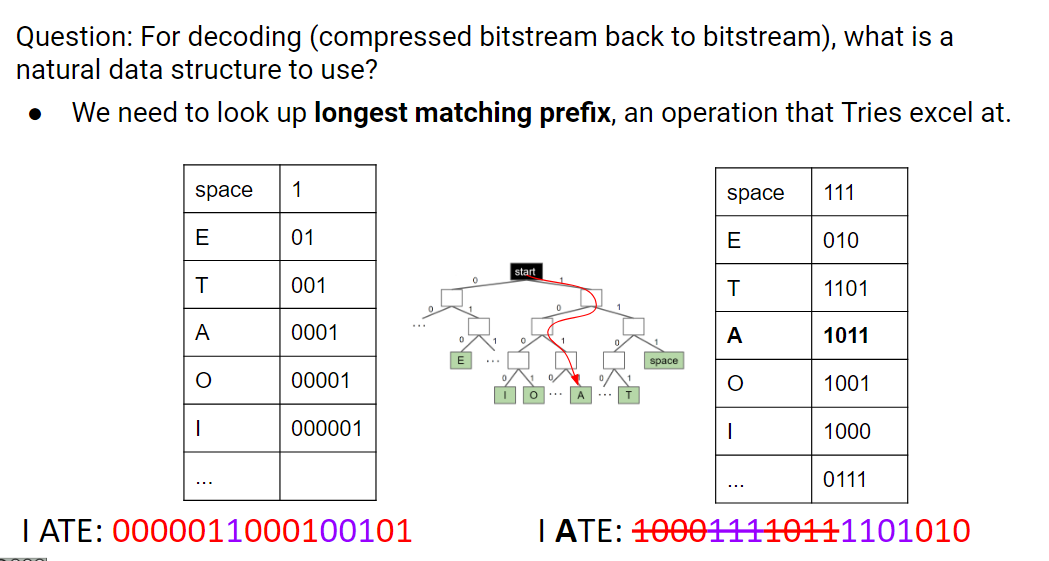 Question: For decoding (compressed bitstream back to bitstream), what is a
natural data structure to use?
● We need to look up longest matching prefix, an operation that Tries excel at.
space 1
E 01
T 001
A 0001
O 00001
I 000001
...
start
0 1
0 1 0 1
...
0 1 0 1 0 1
E ... space
0 1 0 0 1
I O ... A ... T
space 111
E 010
T 1101
A 1011
O 1001
I 1000
... 0111
I ATE: 0000011000100101
I ATE: 100011110111101010